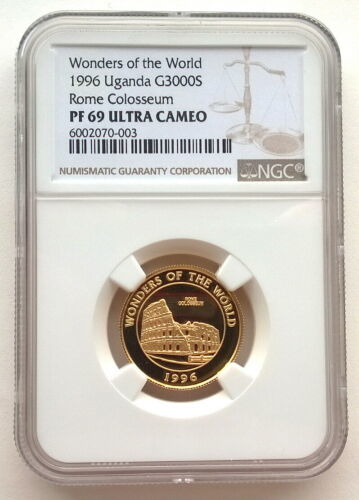 Wonders of the World
1996 Uganda G3000S
Rome Colosseum
PF 69 ULTRA CAMEO
6002070-003
NUMISMATIC GUARANTY CORPORATION
NGC®
WONDERS OF THE WORLD
ROME
COLOSSEUM
1996